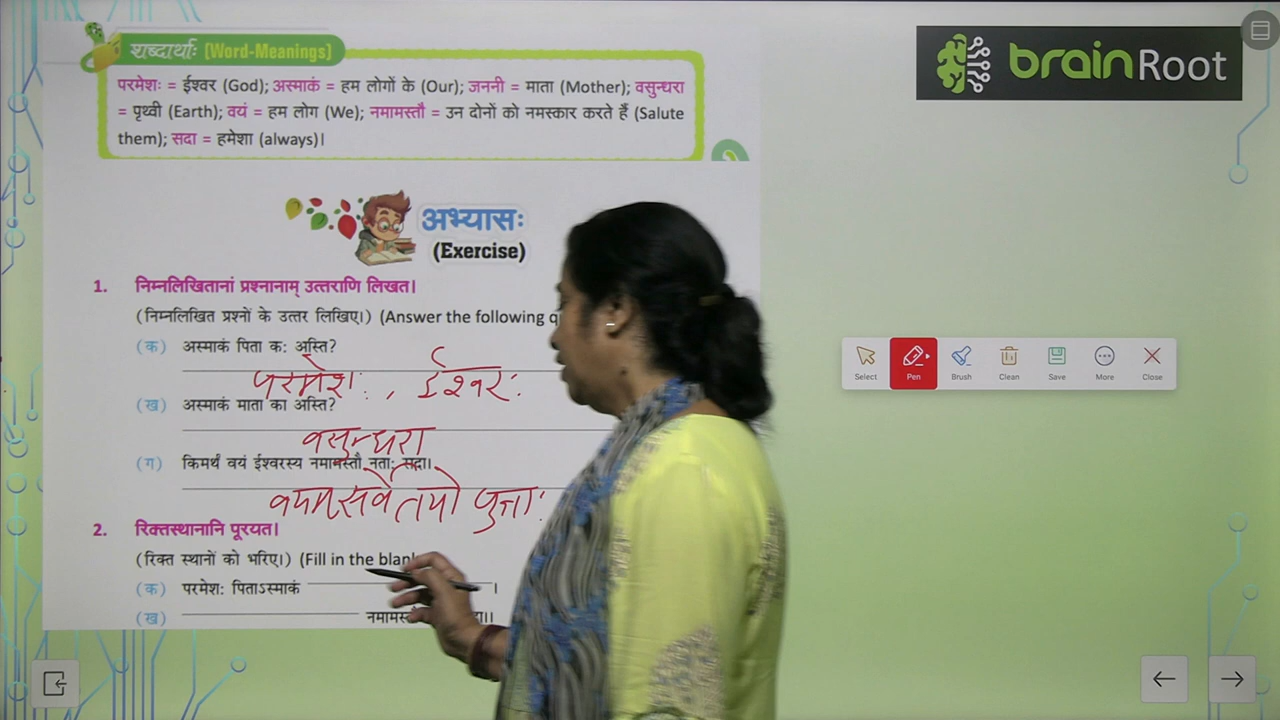 शब्दार्थाः (Word-Meanings)
परमेशः = ईश्वर (God); अस्माकं = हम लोगों के (Our); जननी = माता (Mother); वसुन्धरा
= पृथ्वी (Earth); वयं = हम लोग (We); नमामस्तौ = उन दोनों को नमस्कार करते हैं (Salute
them); सदा = हमेशा (always)।
brainRoot
अभ्यासः
(Exercise)
1. निम्नलिखितानां प्रश्नानाम् उत्तराणि लिखत।
(निम्नलिखित प्रश्नों के उत्तर लिखिए।) (Answer the following
(क) अस्माकं पिता कः अस्ति?
परमेशः, ईश्वरः
(ख) अस्माकं माता का अस्ति?
वसुन्धरा
(ग) किमर्थं वयं ईश्वरस्य नमामस्तौ नताः सदा।
वयम सर्वे तयो पुत्राः
2. रिक्तस्थानानि पूरयत।
(रिक्त स्थानों को भरिए।) (Fill in the
(क) परमेशः पिताऽस्माकं ।
(ख)
Select Pen Brush Clean Save More Close